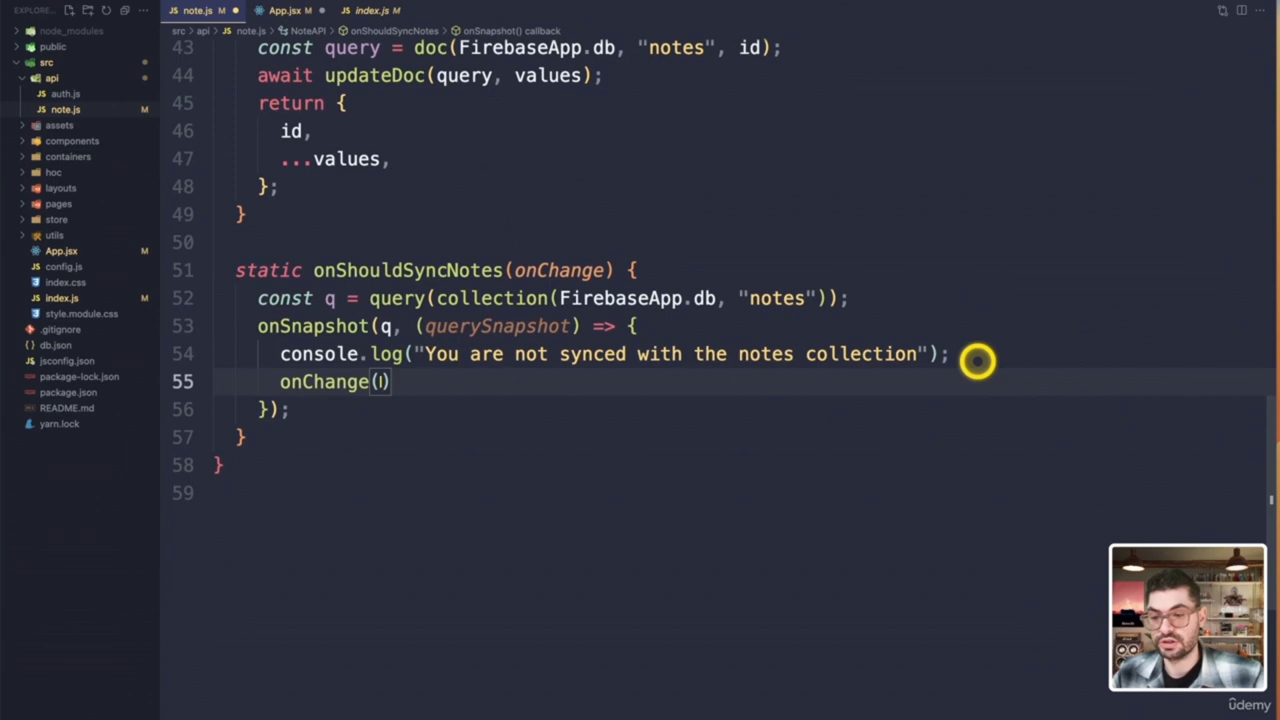 EXPLORE...
note.js M
App.jsx M
index.js M
node_modules
public
src
api
auth.js
note.js M
assets
components
containers
hoc
layouts
pages
store
utils
App.jsx M
config.js
index.css
index.js M
style.module.css
.gitignore
db.json
jsconfig.json
package-lock.json
package.json
README.md
yarn.lock
src > api > JS note.js > NoteAPI > onShouldSyncNotes > onSnapshot() callback
43 const query = doc(FirebaseApp.db, "notes", id);
44 await updateDoc(query, values);
45 return {
46 id,
47 ...values,
48 };
49 }
50
51 static onShouldSyncNotes(onChange) {
52 const q = query(collection(FirebaseApp.db, "notes"));
53 onSnapshot(q, (querySnapshot) => {
54 console.log("You are not synced with the notes collection");
55 onChange()
56 });
57 }
58 }
59
ûdemy